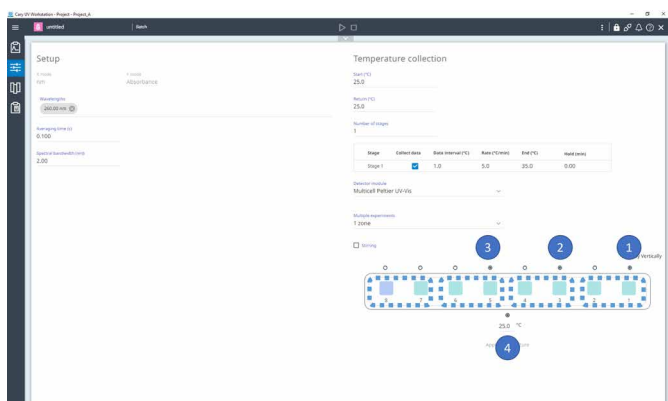 Cary UV Workstation - Project - Project_A
untitled
Batch
Setup
X mode
nm
Y mode
Absorbance
Wavelengths
260.00 nm
Averaging time (s)
0.100
Spectral bandwidth (nm)
2.00
Temperature collection
Start (°C)
25.0
Return (°C)
25.0
Number of stages
1
Stage Collect data Data interval (°C) Rate (°C/min) End (°C) Hold (min)
Stage 1 1.0 5.0 35.0 0.00
Detector module
Multicell Peltier UV-Vis
Multiple experiments
1 zone
Stirring
3 2 1
Vertically
8 7 6 5 4 3 2 1
25.0 °C
4